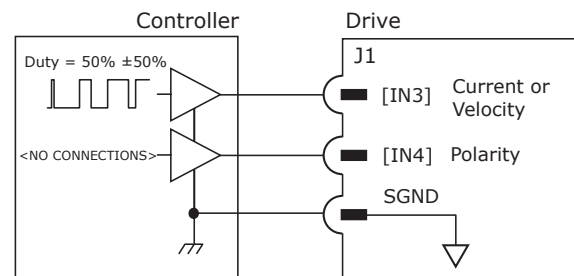 Controller
Drive
J1
Duty = 50% ±50%
[IN3] Current or
Velocity
<NO CONNECTIONS>
[IN4] Polarity
SGND